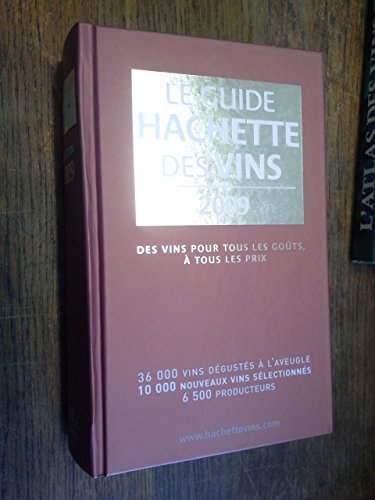 LE GUIDE
HACHETTE
DES VINS
2009
DES VINS POUR TOUS LES GOÛTS,
À TOUS LES PRIX
36 000 VINS DÉGUSTÉS À L'AVEUGLE
10 000 NOUVEAUX VINS SÉLECTIONNÉS
6 500 PRODUCTEURS
www.hachettevins.com
2009
L'ATLAS DES VINS